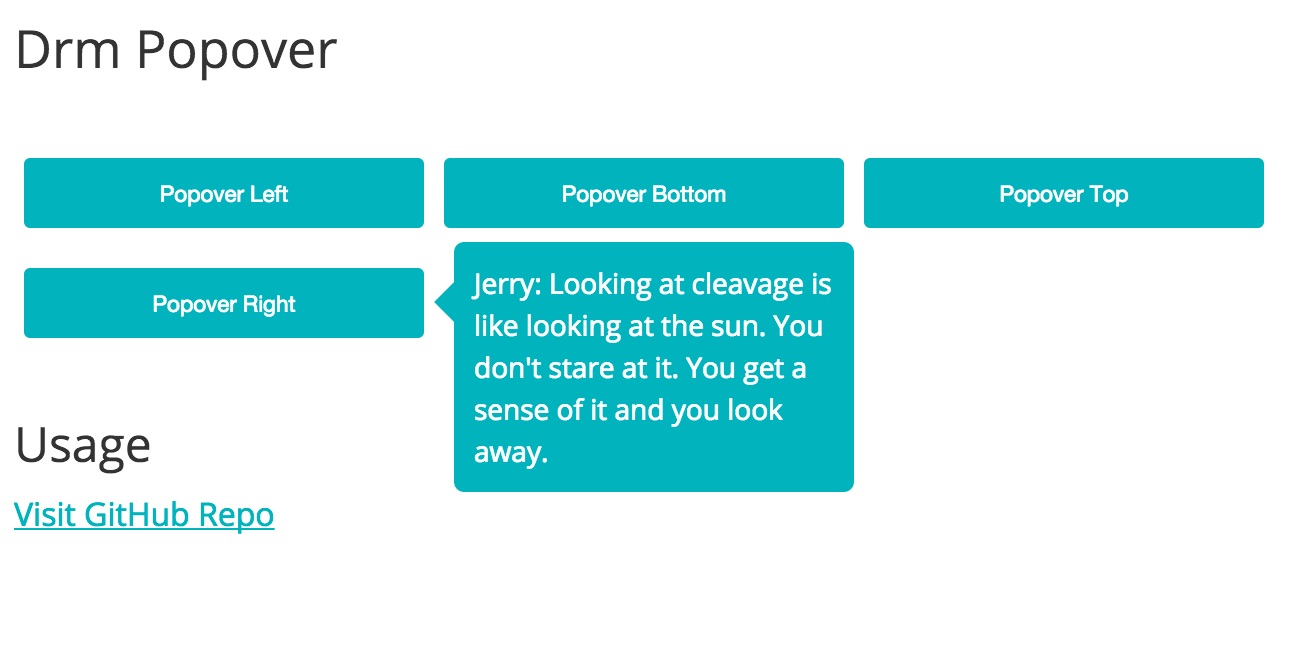 Drm Popover
Popover Left
Popover Bottom
Popover Top
Popover Right
Jerry: Looking at cleavage is
like looking at the sun. You
don't stare at it. You get a
sense of it and you look
away.
Usage
Visit GitHub Repo